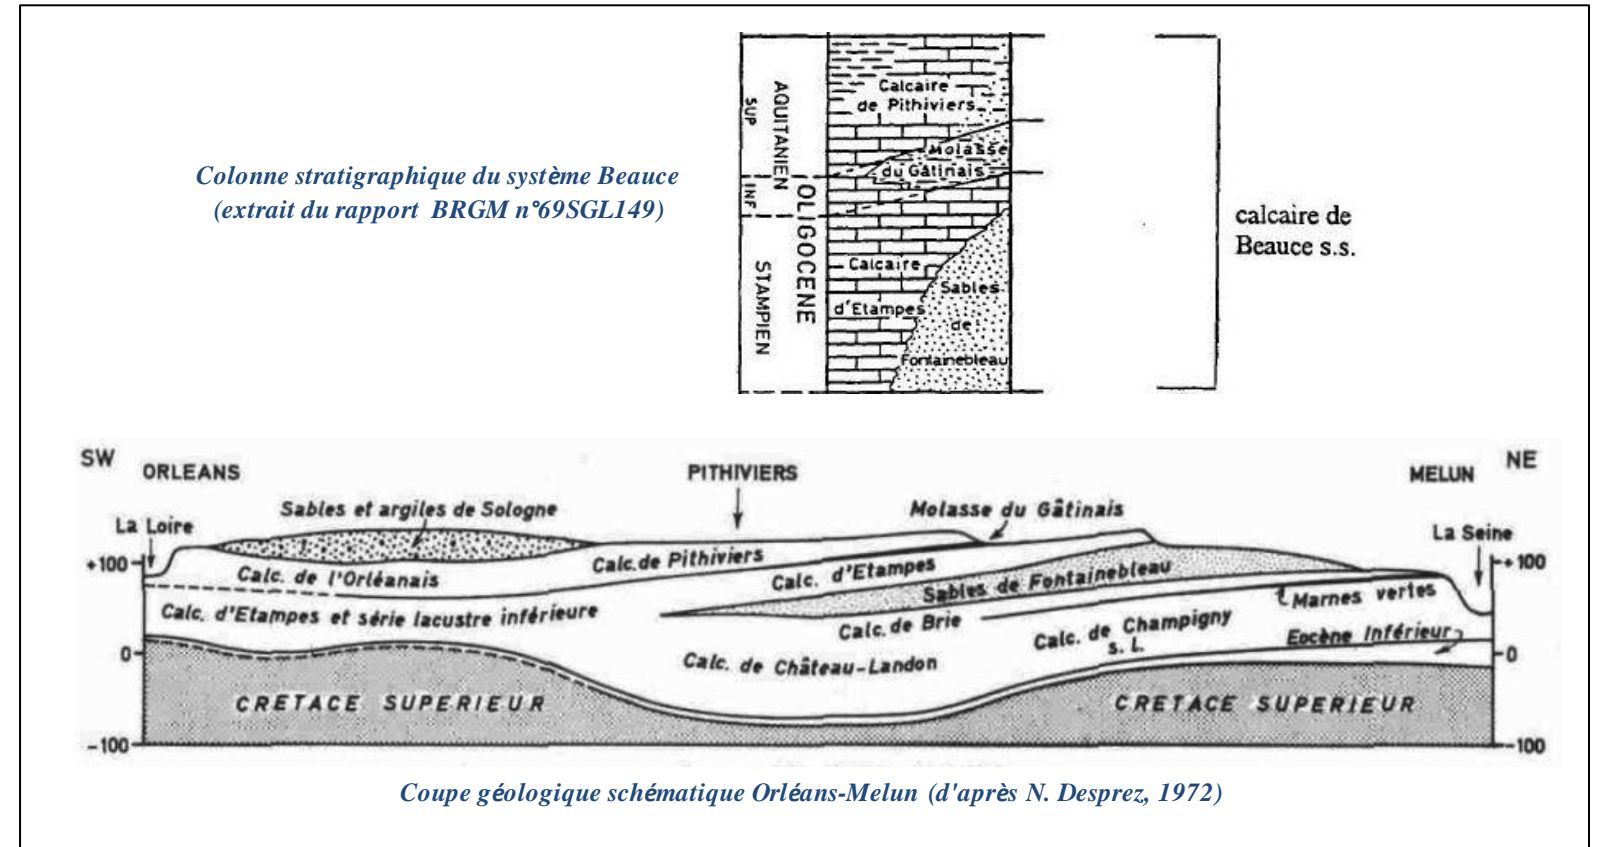 Colonne stratigraphique du système Beauce
(extrait du rapport BRGM n°69SGL149)
AQUITANIEN
SUP
INF
OLIGOCENE
STAMPIEN
Calcaire
de Pithiviers
Molasse
du Gâtinais
Calcaire
d'Etampes
Sables
de
Fontainebleau
calcaire de
Beauce s.s.
SW
NE
ORLEANS
PITHIVIERS
MELUN
Sables et argiles de Sologne
Molasse du Gâtinais
La Loire
La Seine
+100
+100
Calc. de l'Orléanais
Calc. de Pithiviers
Calc. d'Etampes
Sables de Fontainebleau
Marnes vertes
Calc. d'Etampes et série lacustre inférieure
Calc. de Brie
Calc. de Champigny
s. l.
Eocène Inférieur
0
0
Calc. de Château-Landon
CRETACE SUPERIEUR
CRETACE SUPERIEUR
-100
-100
Coupe géologique schématique Orléans-Melun (d'après N. Desprez, 1972)